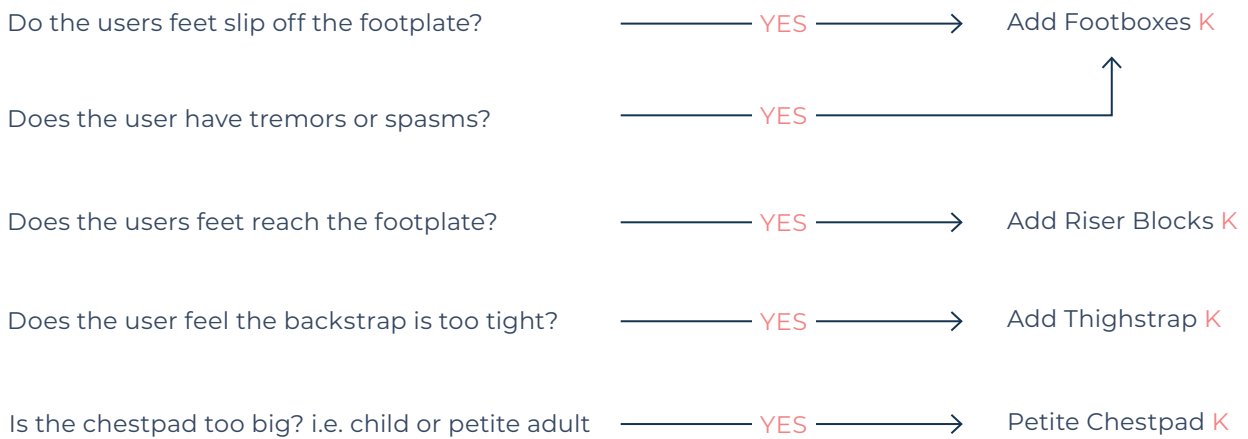 Do the users feet slip off the footplate? YES Add Footboxes K
Does the user have tremors or spasms? YES
Does the users feet reach the footplate? YES Add Riser Blocks K
Does the user feel the backstrap is too tight? YES Add Thighstrap K
Is the chestpad too big? i.e. child or petite adult YES Petite Chestpad K